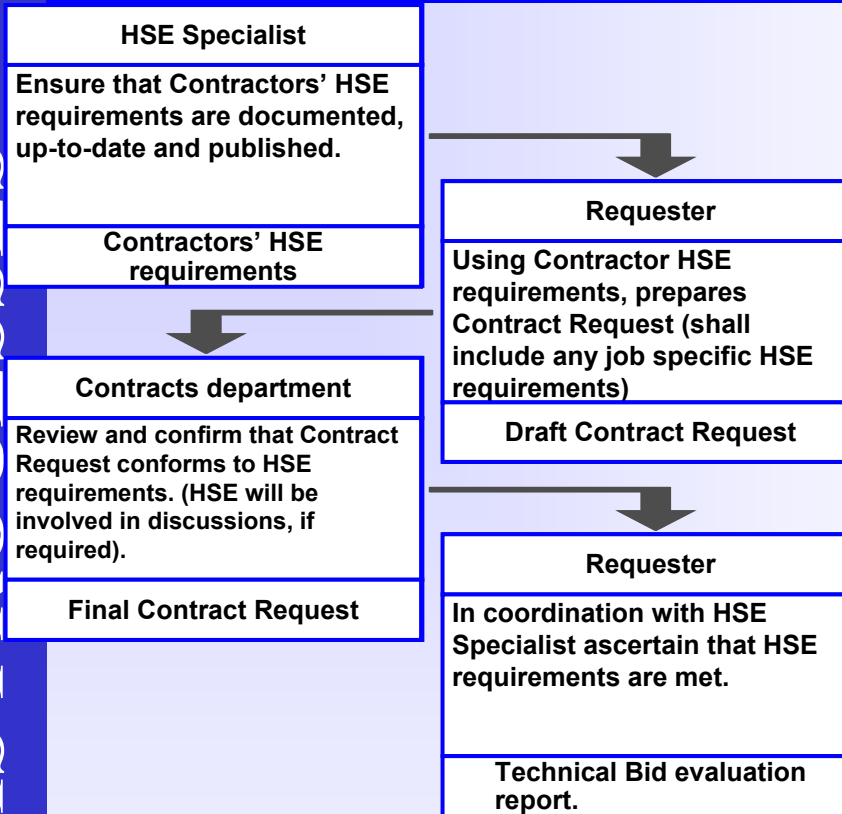 HSE Specialist
Ensure that Contractors’ HSE
requirements are documented,
up-to-date and published.
Contractors’ HSE
requirements
Requester
Using Contractor HSE
requirements, prepares
Contract Request (shall
include any job specific HSE
requirements)
Draft Contract Request
Contracts department
Review and confirm that Contract
Request conforms to HSE
requirements. (HSE will be
involved in discussions, if
required).
Final Contract Request
Requester
In coordination with HSE
Specialist ascertain that HSE
requirements are met.
Technical Bid evaluation
report.